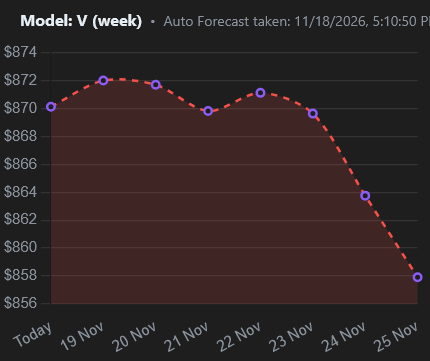 Model: V (week) • Auto Forecast taken: 11/18/2026, 5:10:50 P
$874
$872
$870
$868
$866
$864
$862
$860
$858
$856
Today
19 Nov
20 Nov
21 Nov
22 Nov
23 Nov
24 Nov
25 Nov